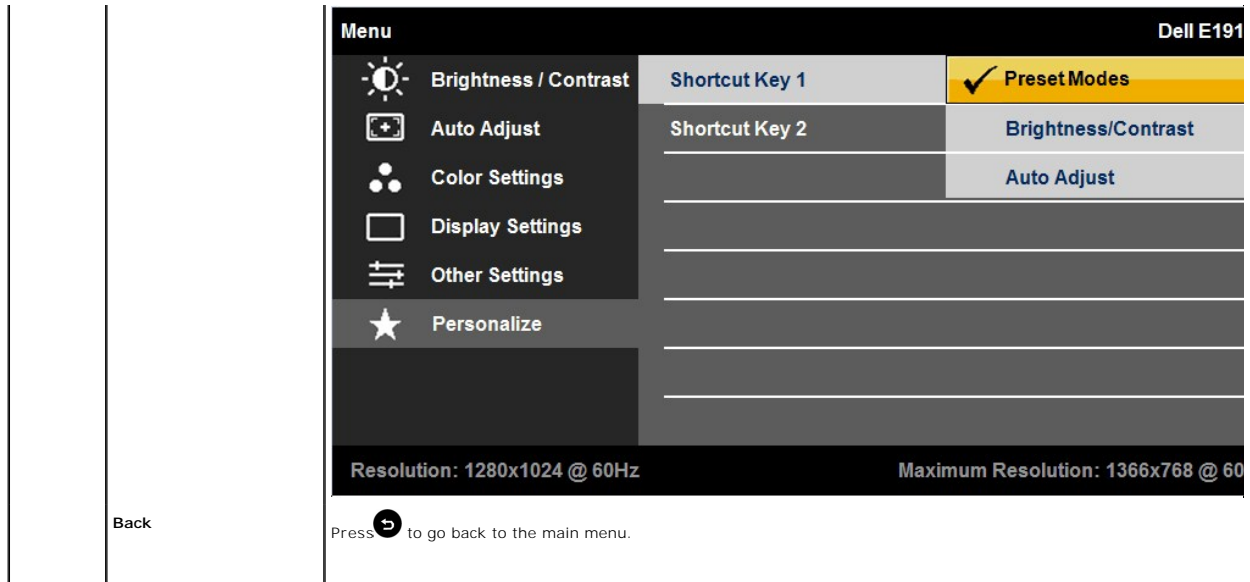 Menu Dell E191
Brightness / Contrast Shortcut Key 1 Preset Modes
Auto Adjust Shortcut Key 2 Brightness/Contrast
Color Settings Auto Adjust
Display Settings
Other Settings
Personalize
Resolution: 1280x1024 @ 60Hz Maximum Resolution: 1366x768 @ 60
Back Press to go back to the main menu.